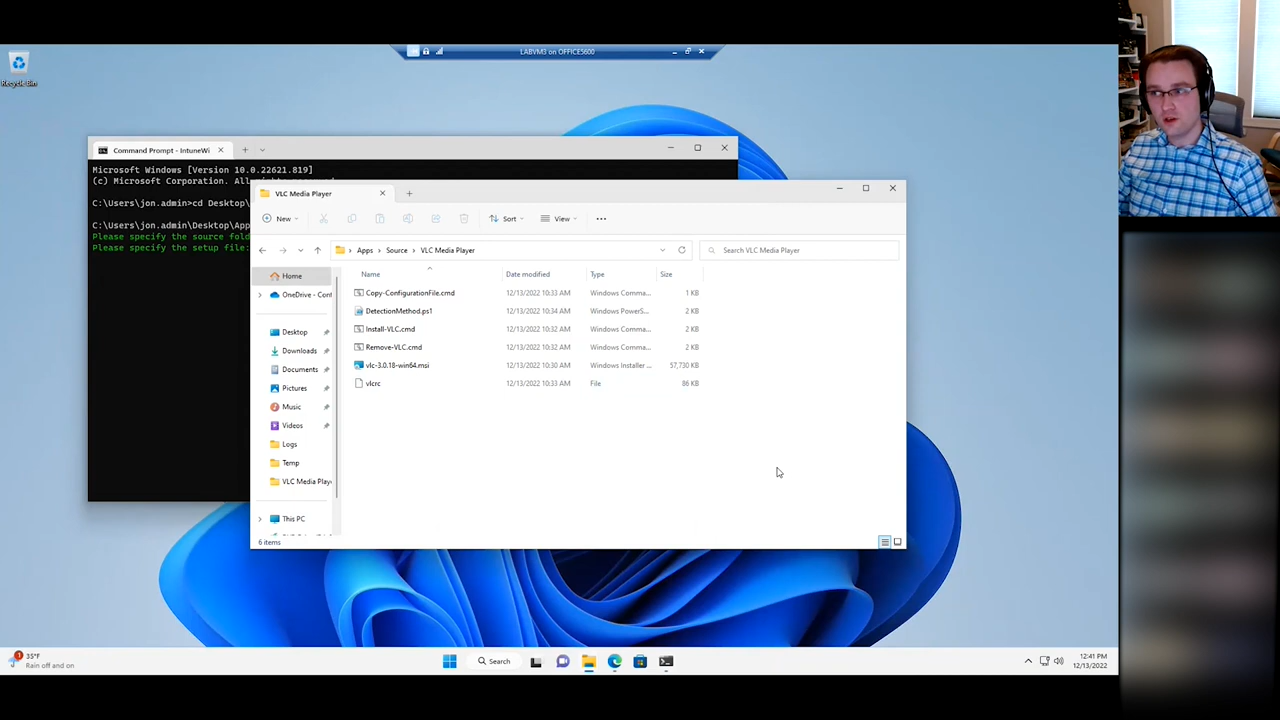 LABVM3 on OFFICE5600
Recycle Bin
Command Prompt - IntuneWi
Microsoft Windows [Version 10.0.22621.819]
(c) Microsoft Corporation. All rights reserved.
C:\Users\jon.admin>cd Desktop\
C:\Users\jon.admin\Desktop\App
Please specify the source fold
Please specify the setup file:
VLC Media Player
New
Sort
View
Apps > Source > VLC Media Player
Search VLC Media Player
Name Date modified Type Size
Copy-ConfigurationFile.cmd 12/13/2022 10:33 AM Windows Comma... 1 KB
DetectionMethod.ps1 12/13/2022 10:34 AM Windows PowerS... 2 KB
Install-VLC.cmd 12/13/2022 10:32 AM Windows Comma... 2 KB
Remove-VLC.cmd 12/13/2022 10:32 AM Windows Comma... 2 KB
vlc-3.0.18-win64.msi 12/13/2022 10:30 AM Windows Installer ... 57,730 KB
vlcrc 12/13/2022 10:33 AM File 86 KB
Home
OneDrive - Cont
Desktop
Downloads
Documents
Pictures
Music
Videos
Logs
Temp
VLC Media Playe
This PC
6 items
1
35°F
Rain off and on
Search
12:41 PM
12/13/2022